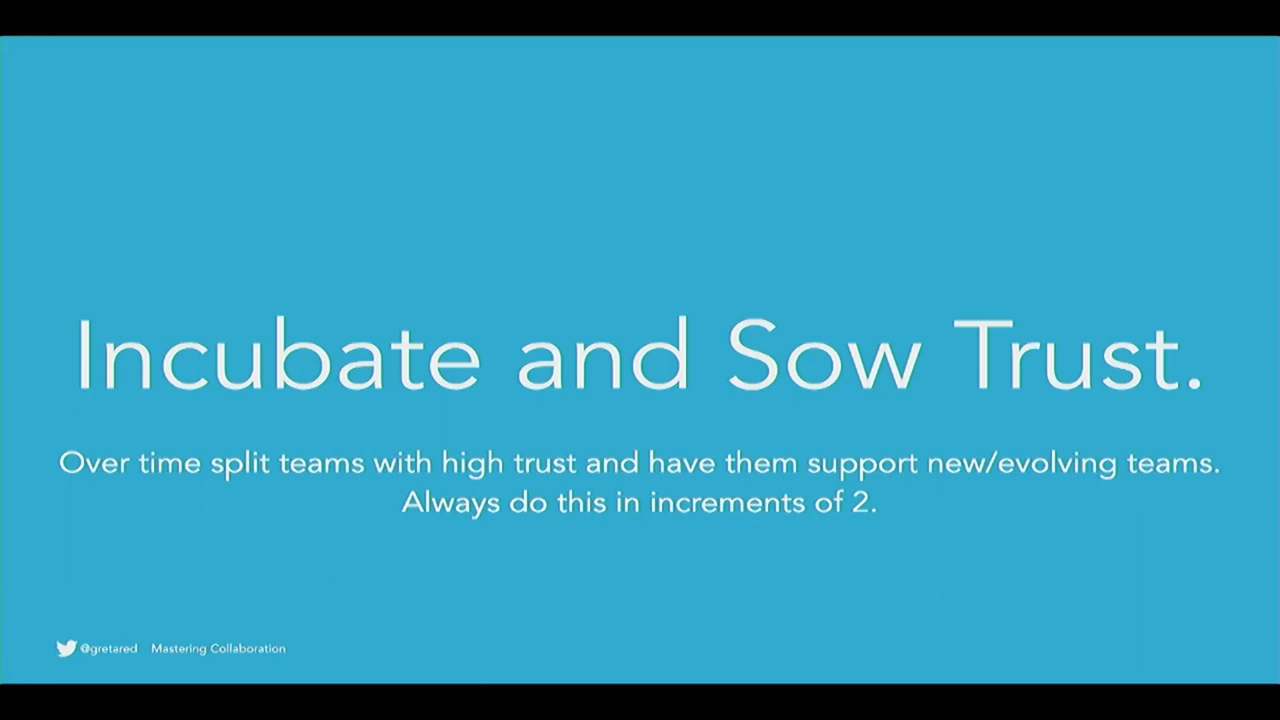 Incubate and Sow Trust.
Over time split teams with high trust and have them support new/evolving teams.
Always do this in increments of 2.
@gretared Mastering Collaboration